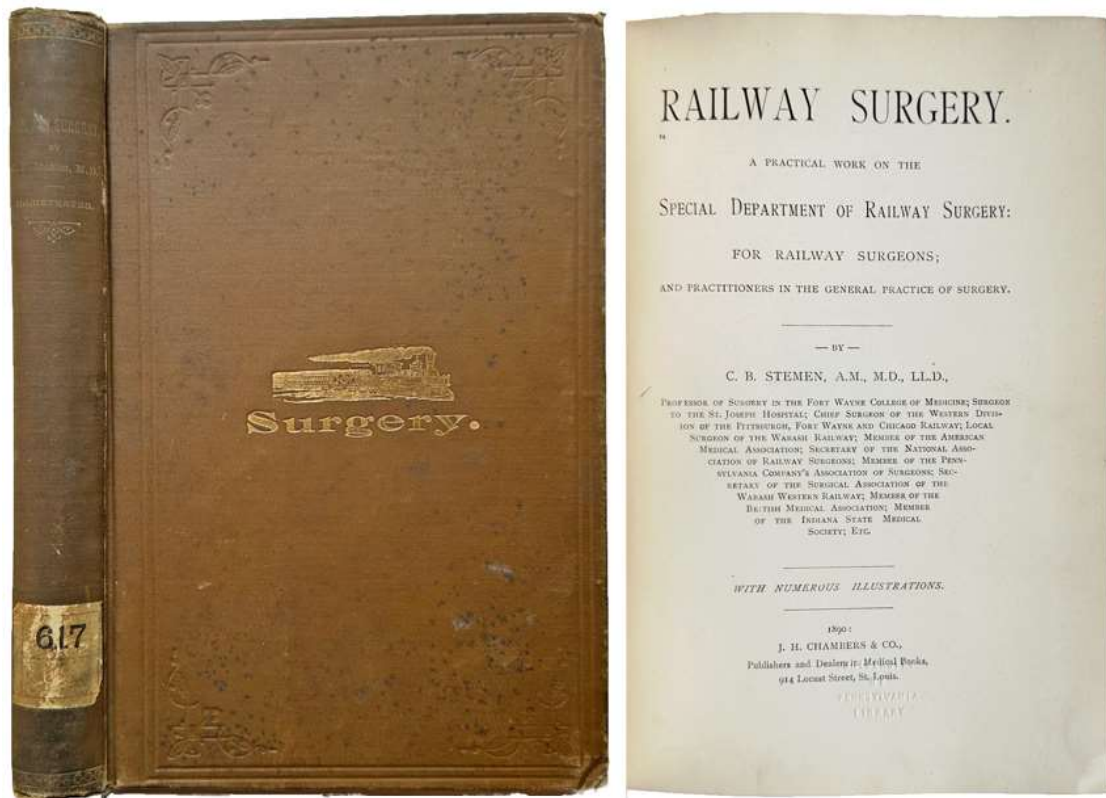 SURGERY.
BY
M.D.
ILLUSTRATED.
617
Surgery.
RAILWAY SURGERY.
A PRACTICAL WORK ON THE
SPECIAL DEPARTMENT OF RAILWAY SURGERY:
FOR RAILWAY SURGEONS;
AND PRACTITIONERS IN THE GENERAL PRACTICE OF SURGERY.
— BY —
C. B. STEMEN, A.M., M.D., LL.D.,
PROFESSOR OF SURGERY IN THE FORT WAYNE COLLEGE OF MEDICINE; SURGEON
TO THE ST. JOSEPH HOSPITAL; CHIEF SURGEON OF THE WESTERN DIVIS-
ION OF THE PITTSBURGH, FORT WAYNE AND CHICAGO RAILWAY; LOCAL
SURGEON OF THE WABASH RAILWAY; MEMBER OF THE AMERICAN
MEDICAL ASSOCIATION; SECRETARY OF THE NATIONAL ASSO-
CIATION OF RAILWAY SURGEONS; MEMBER OF THE PENN-
SYLVANIA COMPANY'S ASSOCIATION OF SURGEONS; SEC-
RETARY OF THE SURGICAL ASSOCIATION OF THE
WABASH WESTERN RAILWAY; MEMBER OF THE
BRITISH MEDICAL ASSOCIATION; MEMBER
OF THE INDIANA STATE MEDICAL
SOCIETY; ETC.
WITH NUMEROUS ILLUSTRATIONS.
1890:
J. H. CHAMBERS & CO.,
Publishers and Dealers in Medical Books,
914 Locust Street, St. Louis.
PENNSYLVANIA
LIBRARY